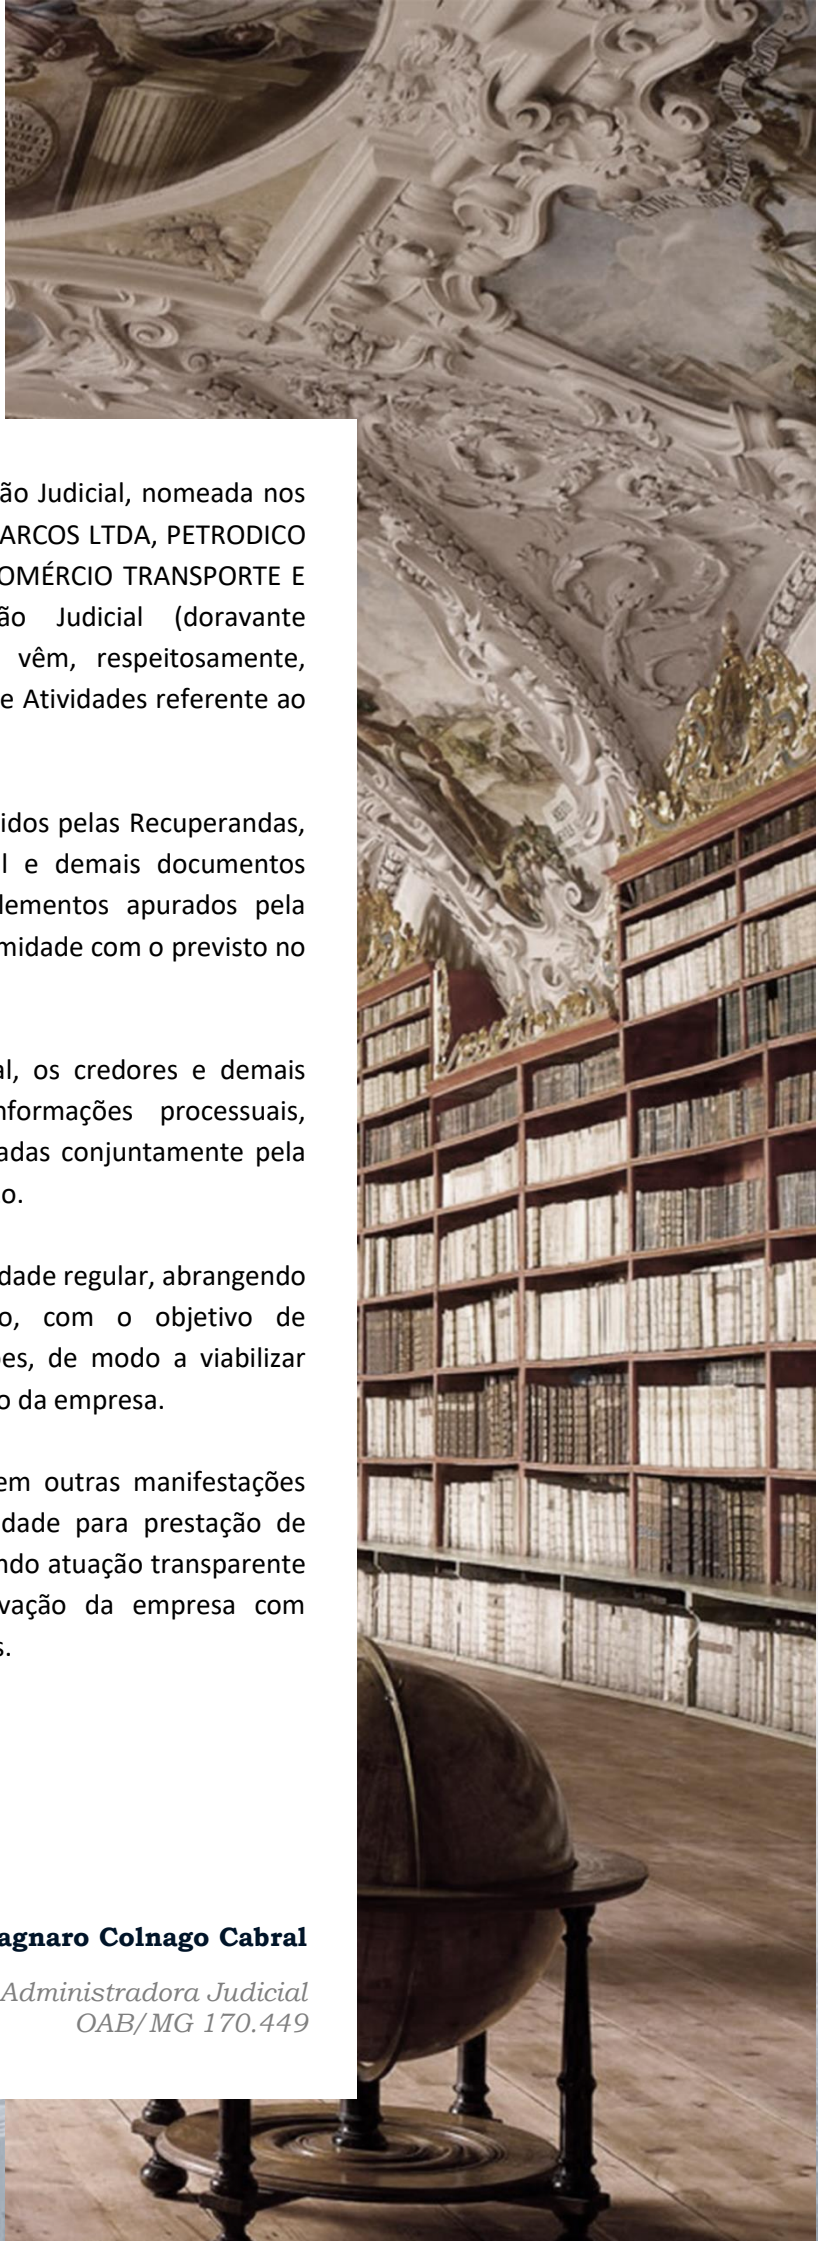 ão Judicial, nomeada nos
ARCOS LTDA, PETRODICO
OMÉRCIO TRANSPORTE E
ão Judicial (doravante
vêm, respeitosamente,
e Atividades referente ao
idos pelas Recuperandas,
l e demais documentos
lementos apurados pela
midade com o previsto no
al, os credores e demais
nformações processuais,
adas conjuntamente pela
o.
dade regular, abrangendo
o, com o objetivo de
ões, de modo a viabilizar
o da empresa.
em outras manifestações
dade para prestação de
ndo atuação transparente
vação da empresa com
s.
agnaro Colnago Cabral
Administradora Judicial
OAB/MG 170.449